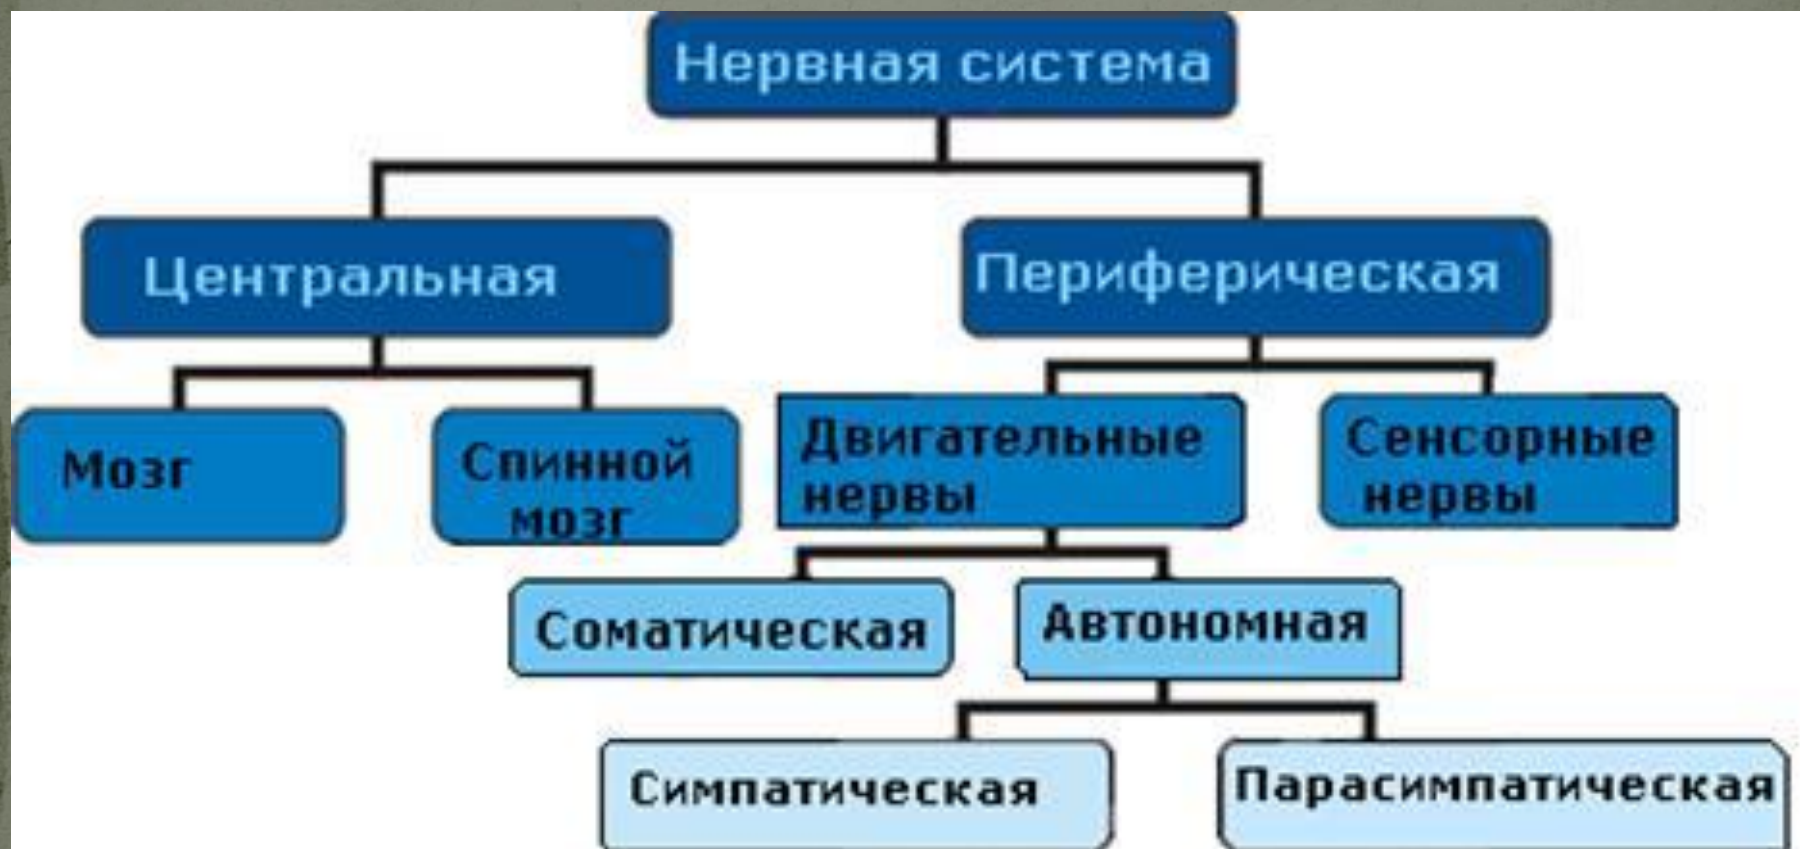 Нервная система
Центральная
Периферическая
Мозг
Спинной
мозг
Двигательные
нервы
Сенсорные
нервы
Соматическая
Автономная
Симпатическая
Парасимпатическая